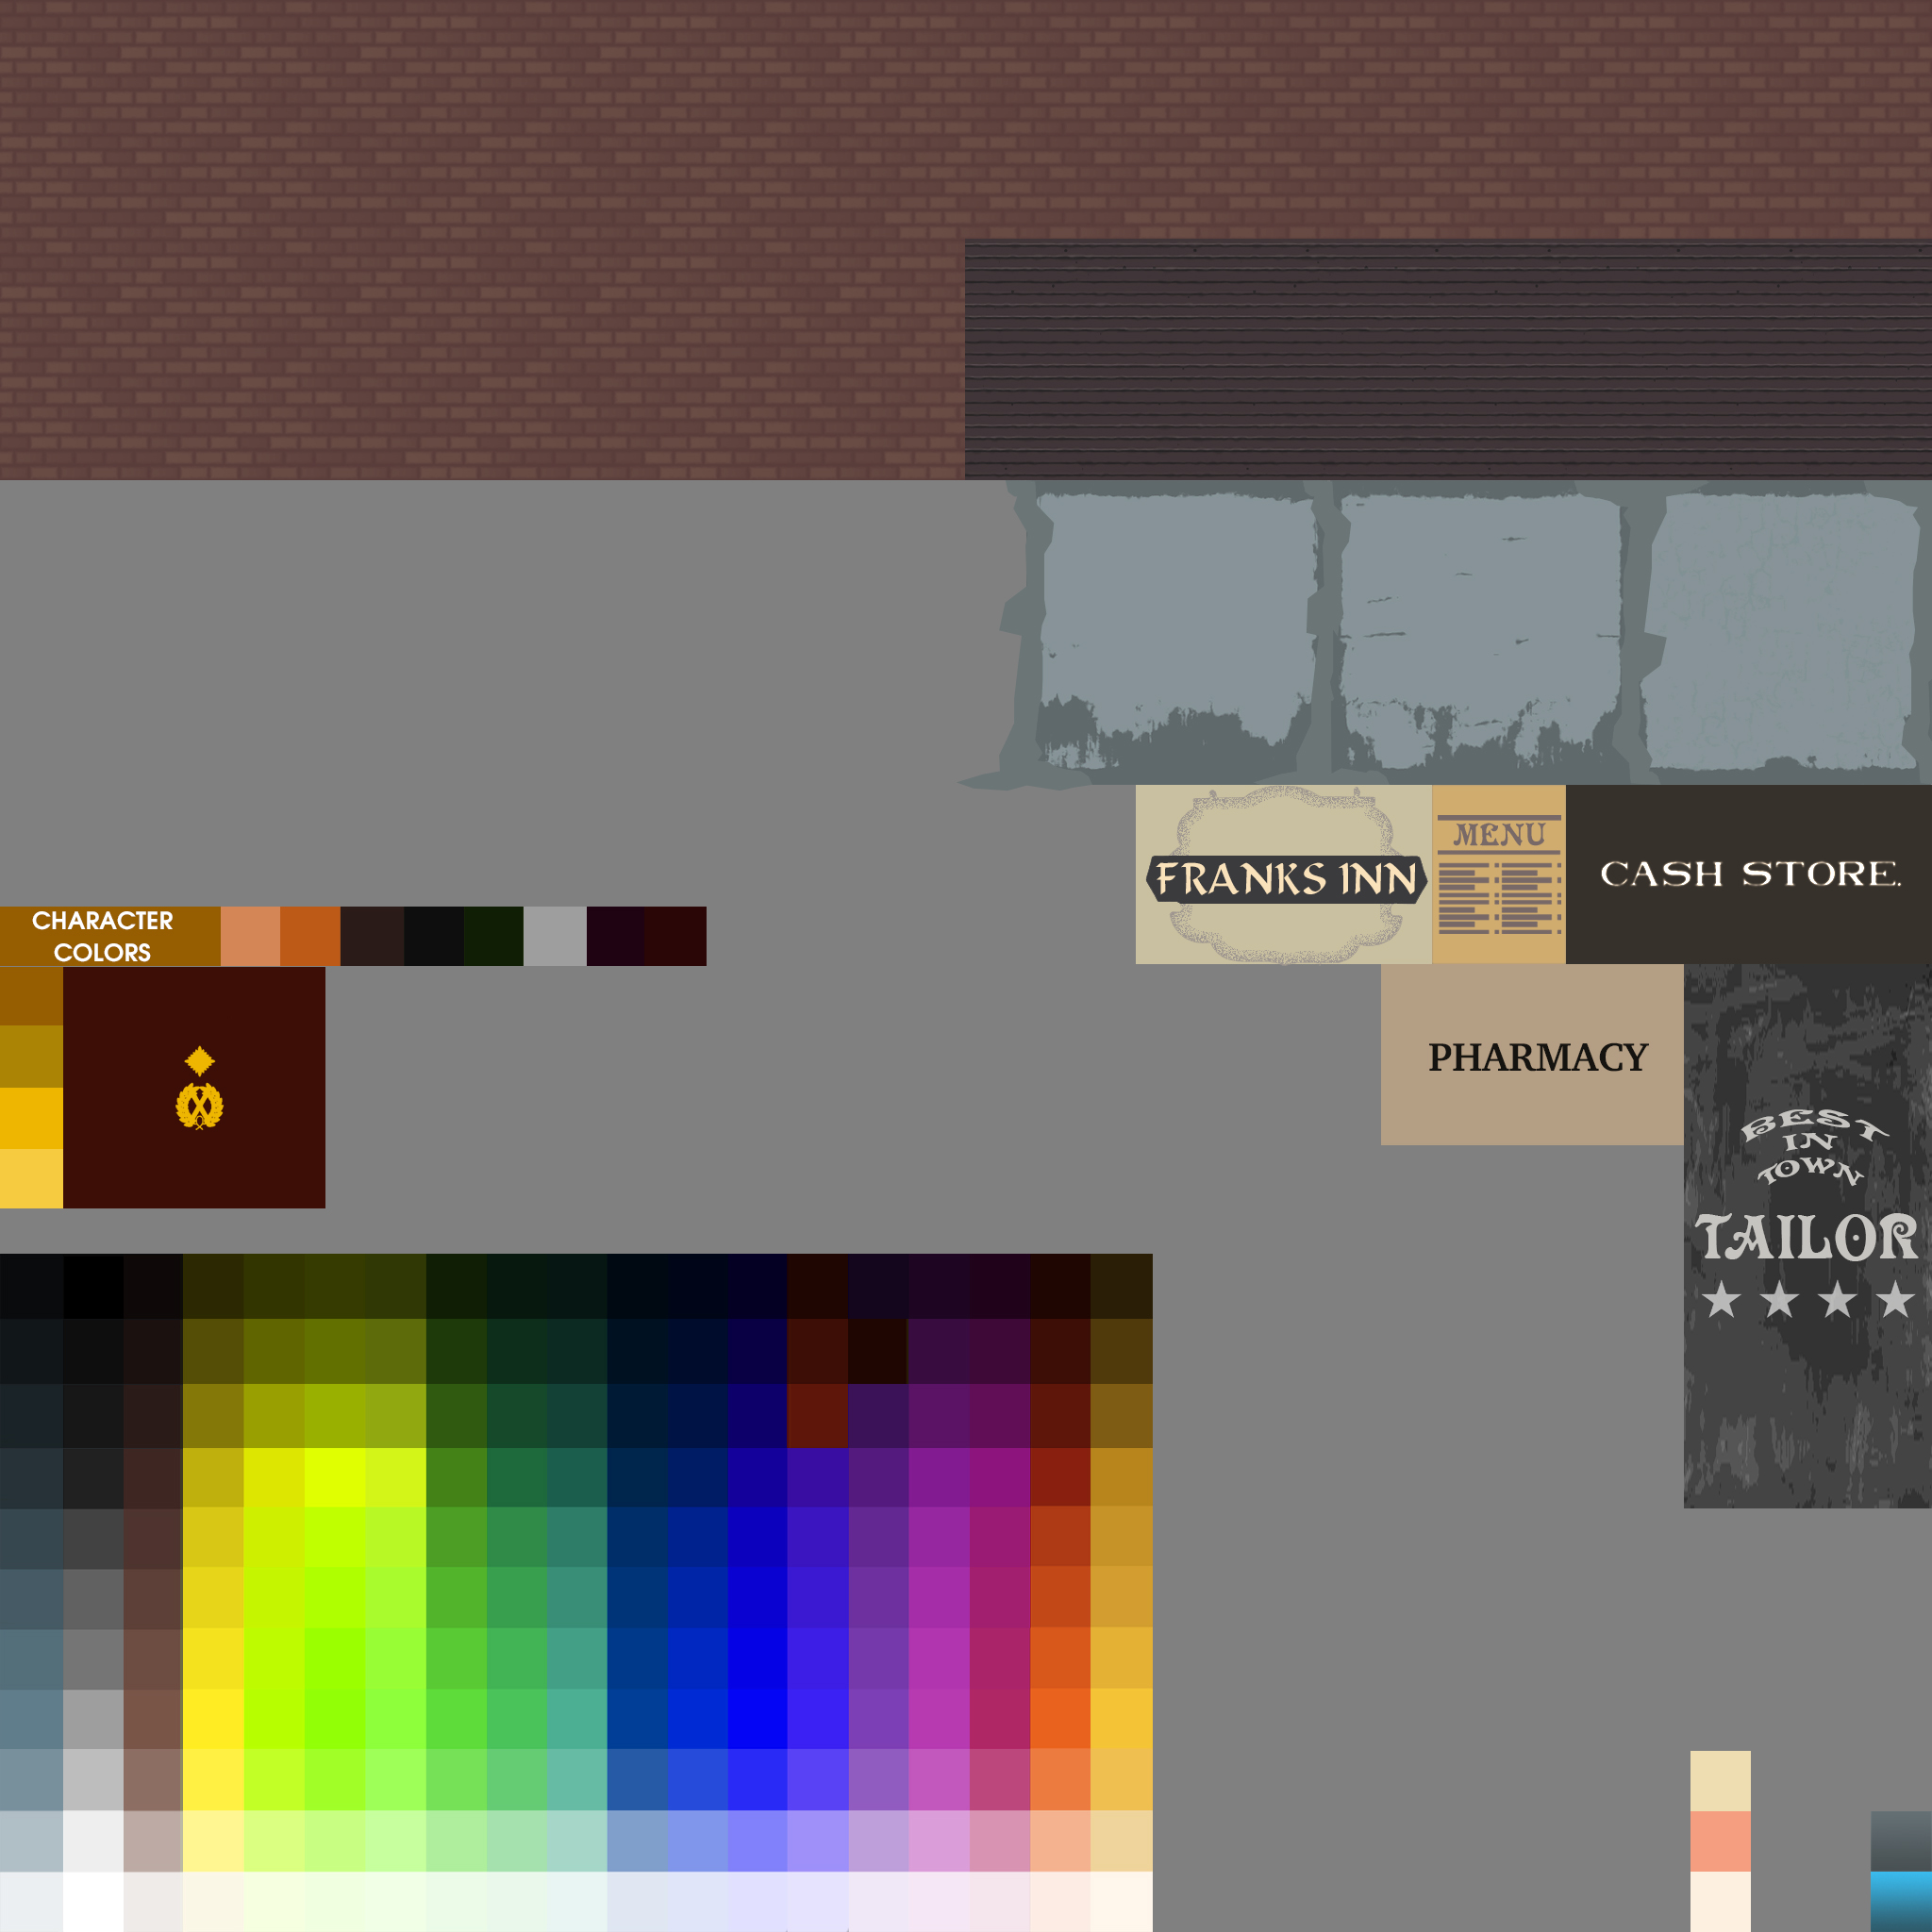 FRANKS INN
MENU
CASH STORE.
CHARACTER
COLORS
PHARMACY
BEST
IN
TOWN
TAILOR